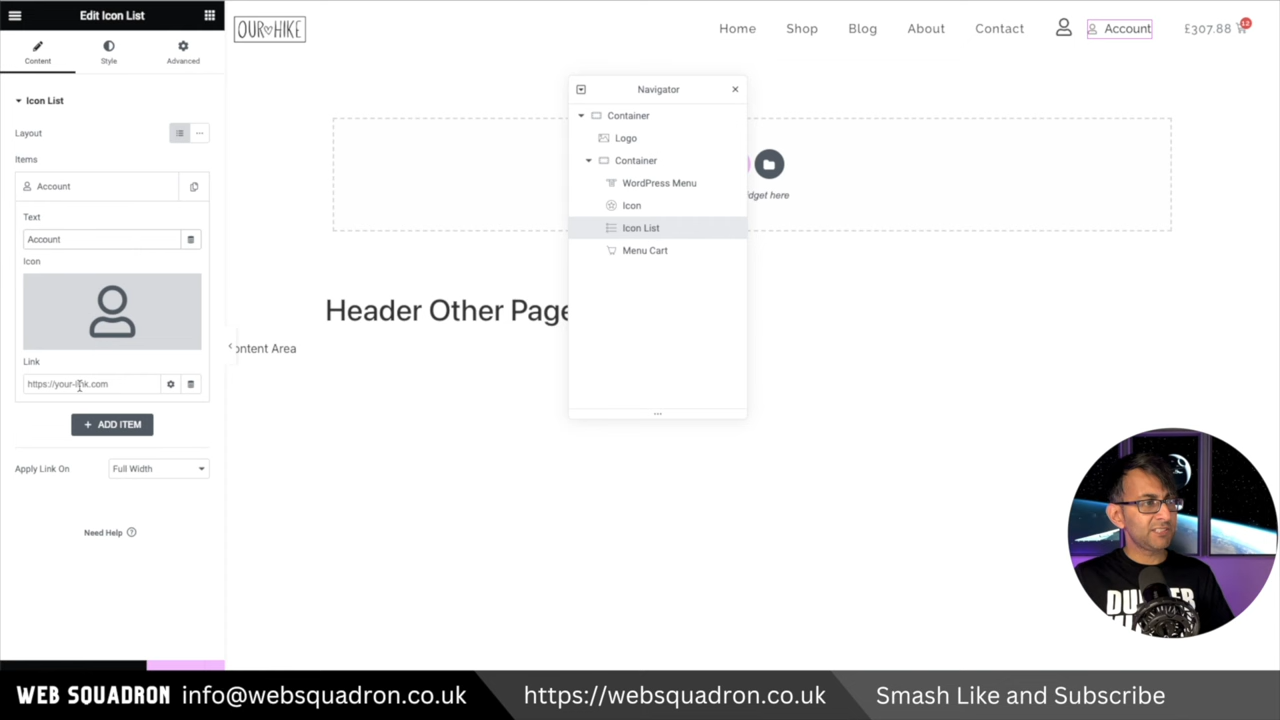 Edit Icon List
Content
Style
Advanced
Icon List
Layout
Items
Account
Text
Account
Icon
Link
https://your-link.com
+ ADD ITEM
Apply Link On
Full Width
Need Help
OUR HIKE
Home
Shop
Blog
About
Contact
Account
£307.88
12
Navigator
Container
Logo
Container
WordPress Menu
Icon
Icon List
Menu Cart
dget here
Header Other Page
ontent Area
WEB SQUADRON
info@websquadron.co.uk
https://websquadron.co.uk
Smash Like and Subscribe